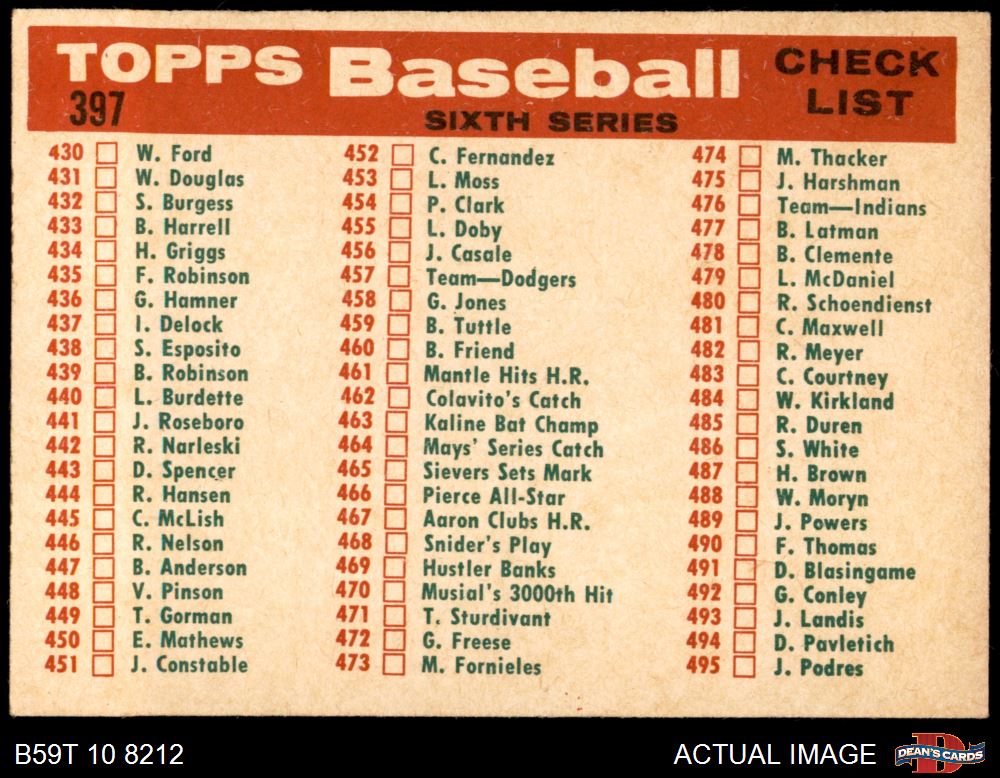 TOPPS Baseball CHECK LIST
397
SIXTH SERIES
430 W. Ford
431 W. Douglas
432 S. Burgess
433 B. Harrell
434 H. Griggs
435 F. Robinson
436 G. Hamner
437 I. Delock
438 S. Esposito
439 B. Robinson
440 L. Burdette
441 J. Roseboro
442 R. Narleski
443 D. Spencer
444 R. Hansen
445 C. McLish
446 R. Nelson
447 B. Anderson
448 V. Pinson
449 T. Gorman
450 E. Mathews
451 J. Constable
452 C. Fernandez
453 L. Moss
454 P. Clark
455 L. Doby
456 J. Casale
457 Team—Dodgers
458 G. Jones
459 B. Tuttle
460 B. Friend
461 Mantle Hits H.R.
462 Colavito's Catch
463 Kaline Bat Champ
464 Mays' Series Catch
465 Sievers Sets Mark
466 Pierce All-Star
467 Aaron Clubs H.R.
468 Snider's Play
469 Hustler Banks
470 Musial's 3000th Hit
471 T. Sturdivant
472 G. Freese
473 M. Fornieles
474 M. Thacker
475 J. Harshman
476 Team—Indians
477 B. Latman
478 B. Clemente
479 L. McDaniel
480 R. Schoendienst
481 C. Maxwell
482 R. Meyer
483 C. Courtney
484 W. Kirkland
485 R. Duren
486 S. White
487 H. Brown
488 W. Moryn
489 J. Powers
490 F. Thomas
491 D. Blasingame
492 G. Conley
493 J. Landis
494 D. Pavletich
495 J. Podres
B59T 10 8212
ACTUAL IMAGE
D
DEAN'S CARDS